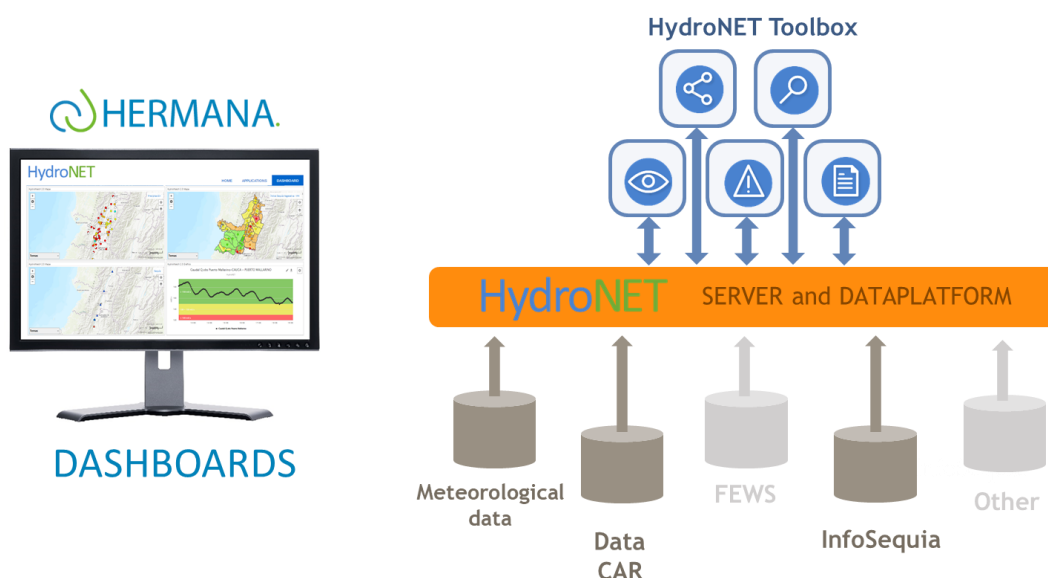 HERMANA.
HydroNET
HOME APPLICATIONS DASHBOARD
DASHBOARDS
HydroNET Toolbox
HydroNET SERVER and DATAPLATFORM
Meteorological
data
Data
CAR
FEWS
InfoSequia
Other